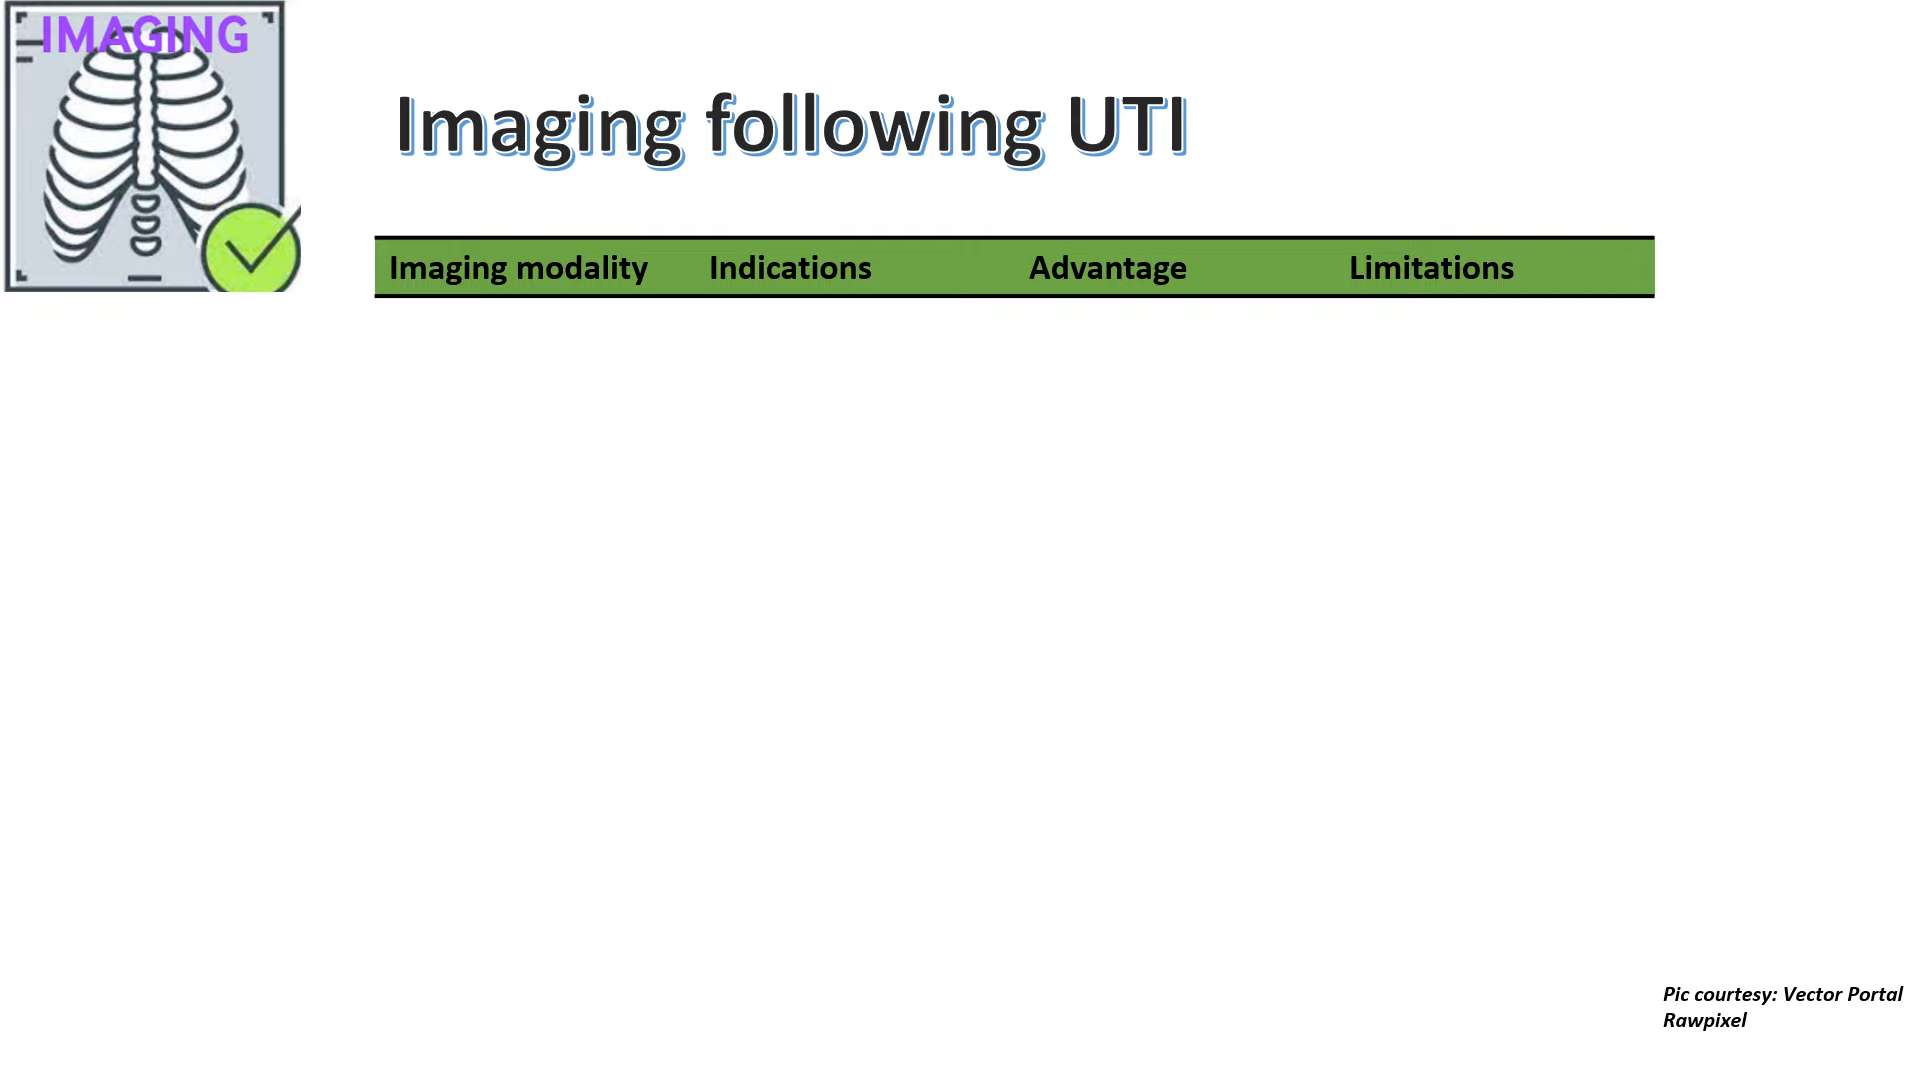 IMAGING
Imaging following UTI
Imaging modality Indications Advantage Limitations
Pic courtesy: Vector Portal
Rawpixel